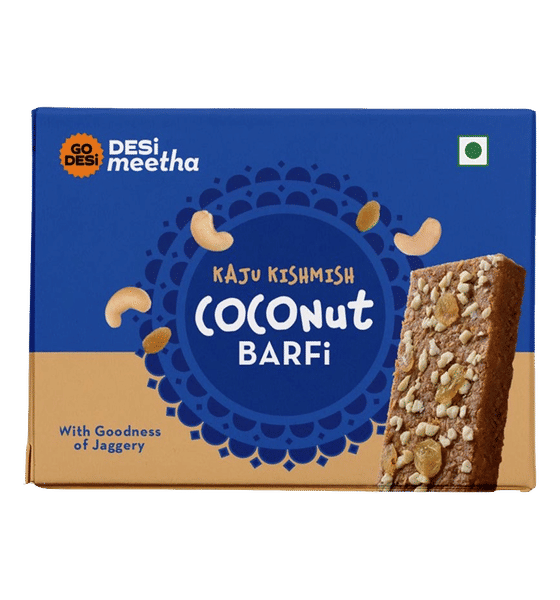 GO
DESi
DESi
meetha
KAJU KISHMISH
COCONut
BARFi
With Goodness
of Jaggery